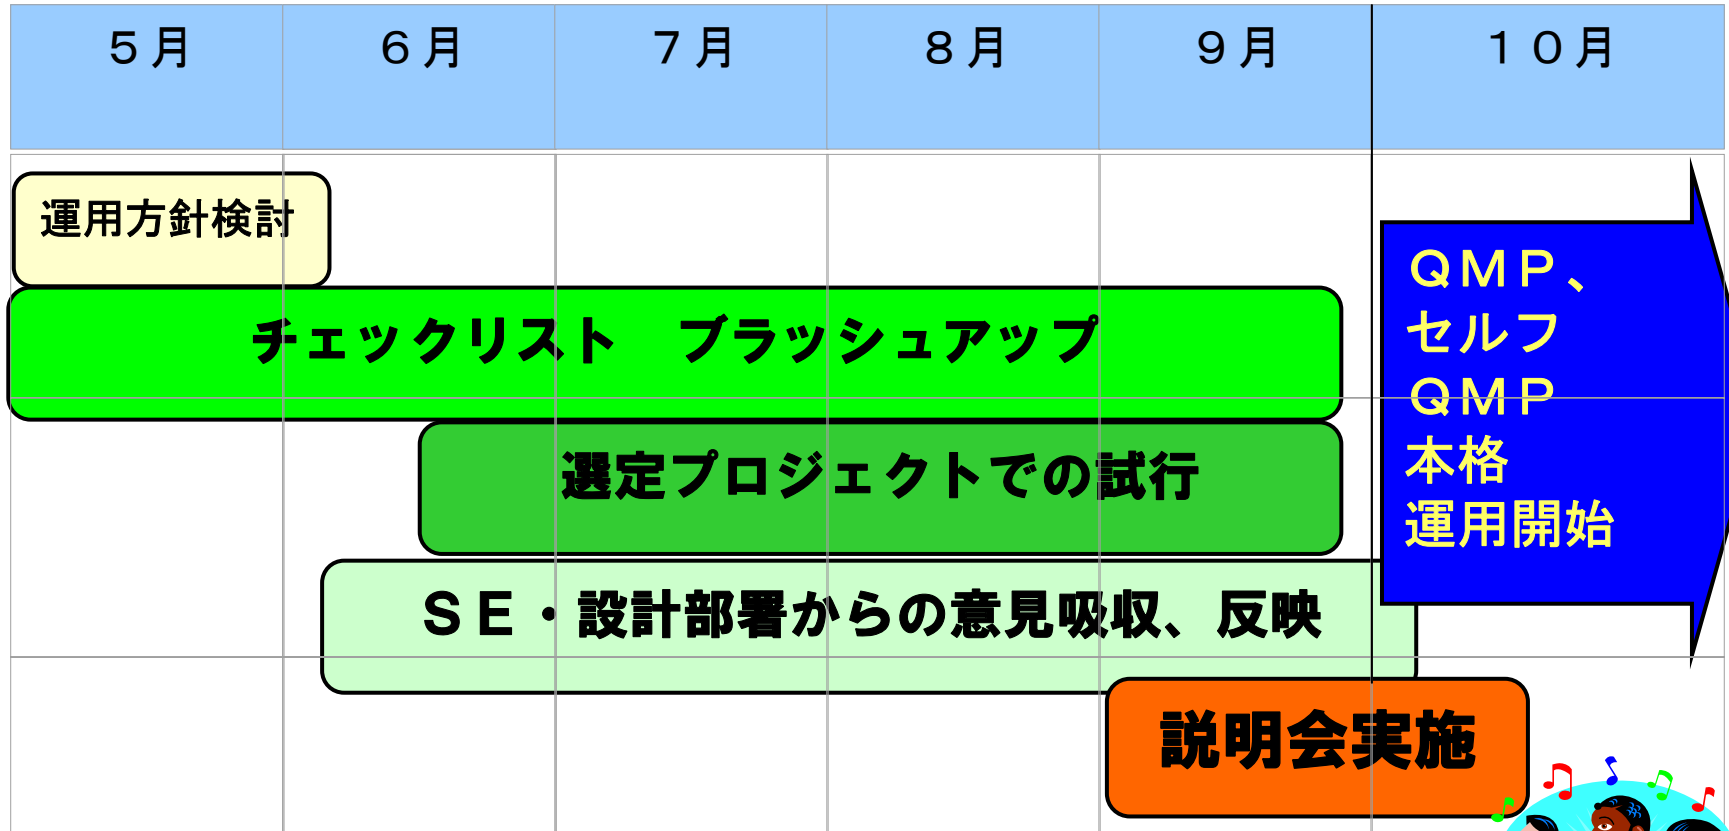 ５月
６月
７月
８月
９月
１０月
運用方針検討
チェックリスト　ブラッシュアップ
選定プロジェクトでの試行
ＳＥ・設計部署からの意見吸収、反映
説明会実施
ＱＭＰ、
セルフ
ＱＭＰ
本格
運用開始